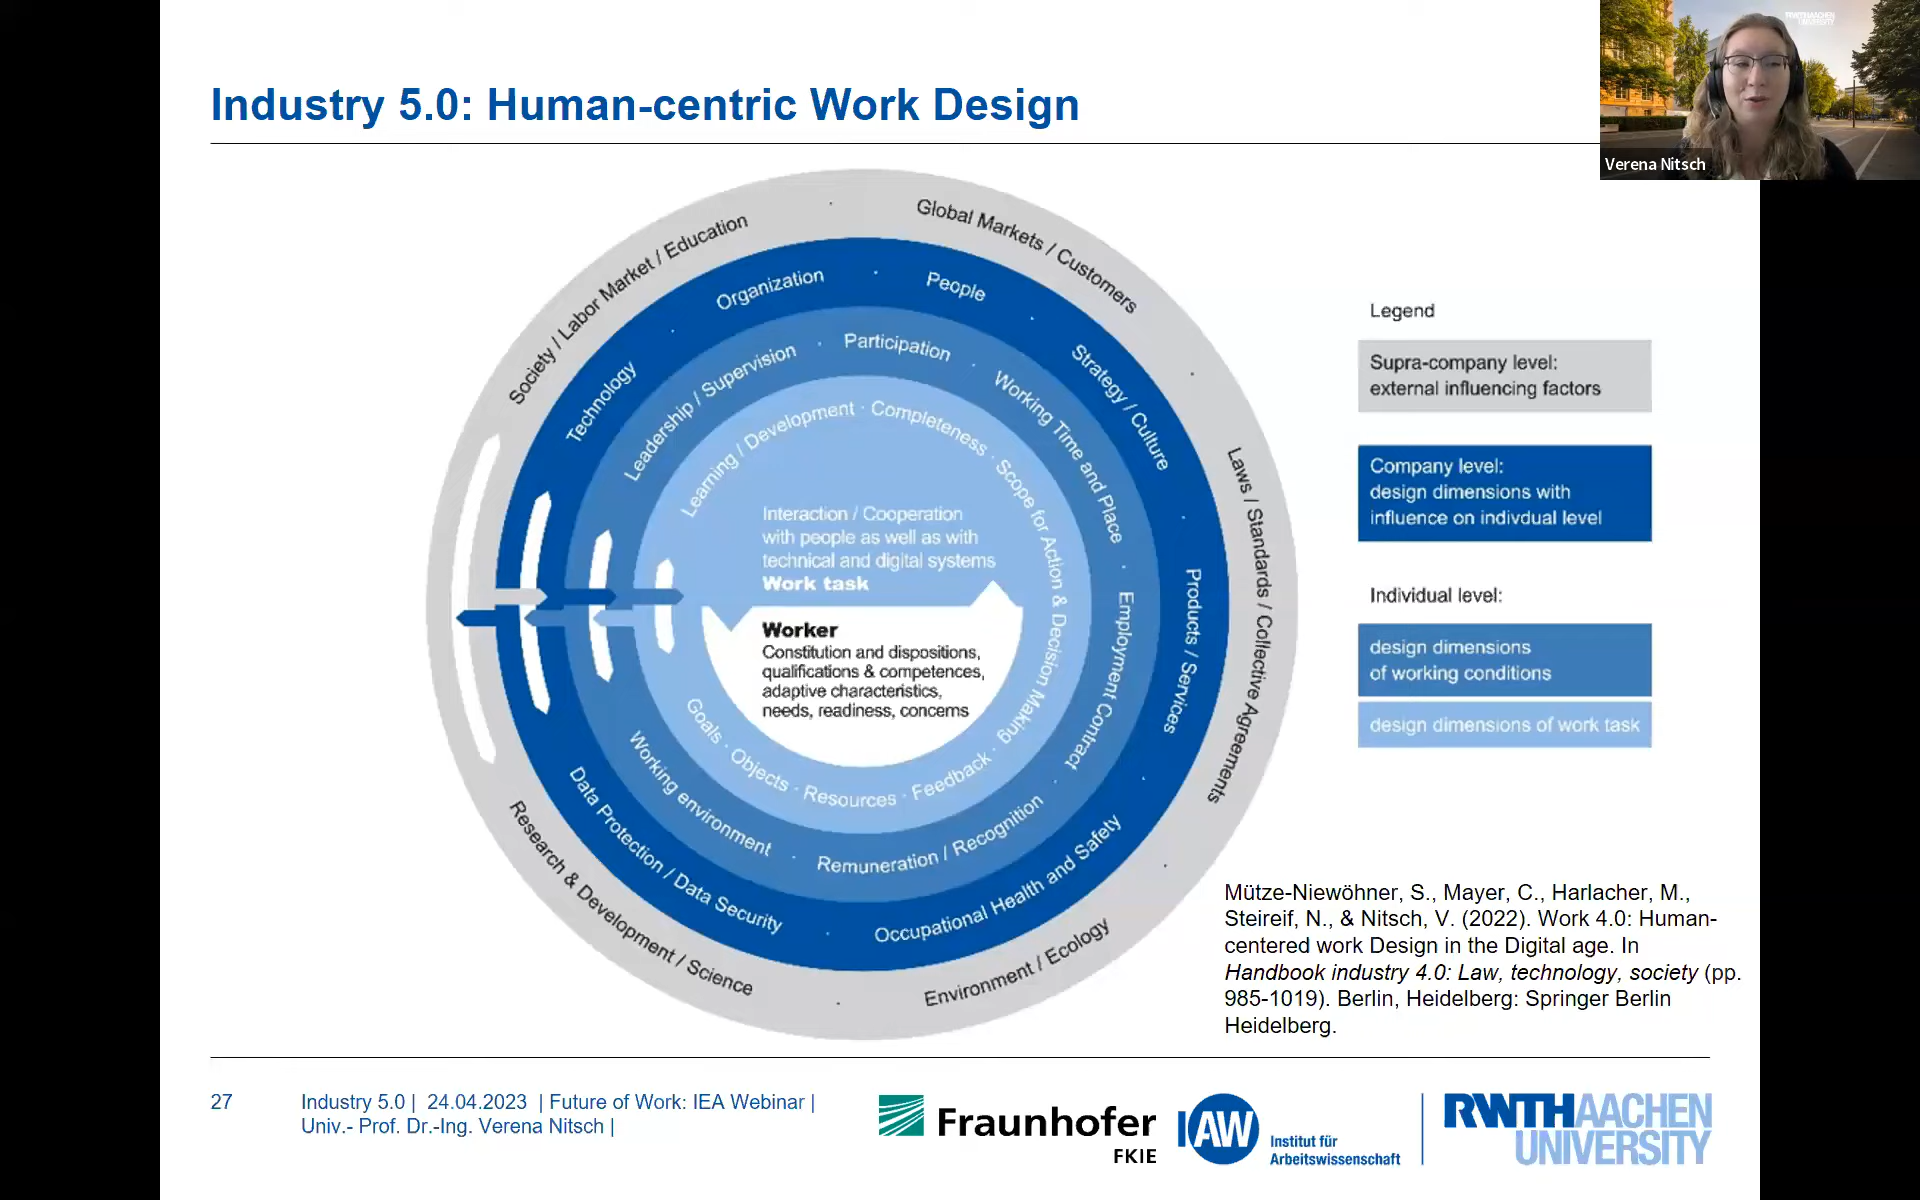 Industry 5.0: Human-centric Work Design
RWTHAACHEN
UNIVERSITY
Verena Nitsch
Society / Labor Market / Education
Global Markets / Customers
Laws / Standards / Collective Agreements
Environment / Ecology
Research & Development / Science
Technology
Organization
People
Strategy / Culture
Products / Services
Occupational Health and Safety
Data Protection / Data Security
Leadership / Supervision
Participation
Working Time and Place
Employment Contract
Remuneration / Recognition
Working environment
Learning / Development · Completeness · Scope for Action & Decision Making
Goals · Objects · Resources · Feedback
Interaction / Cooperation
with people as well as with
technical and digital systems
Work task
Worker
Constitution and dispositions,
qualifications & competences,
adaptive characteristics,
needs, readiness, concerns
Legend
Supra-company level:
external influencing factors
Company level:
design dimensions with
influence on indivdual level
Individual level:
design dimensions
of working conditions
design dimensions of work task
Mütze-Niewöhner, S., Mayer, C., Harlacher, M.,
Steireif, N., & Nitsch, V. (2022). Work 4.0: Human-
centered work Design in the Digital age. In
Handbook industry 4.0: Law, technology, society (pp.
985-1019). Berlin, Heidelberg: Springer Berlin
Heidelberg.
27
Industry 5.0 | 24.04.2023 | Future of Work: IEA Webinar |
Univ.- Prof. Dr.-Ing. Verena Nitsch |
Fraunhofer
FKIE
IAW
Institut für
Arbeitswissenschaft
RWTHAACHEN
UNIVERSITY